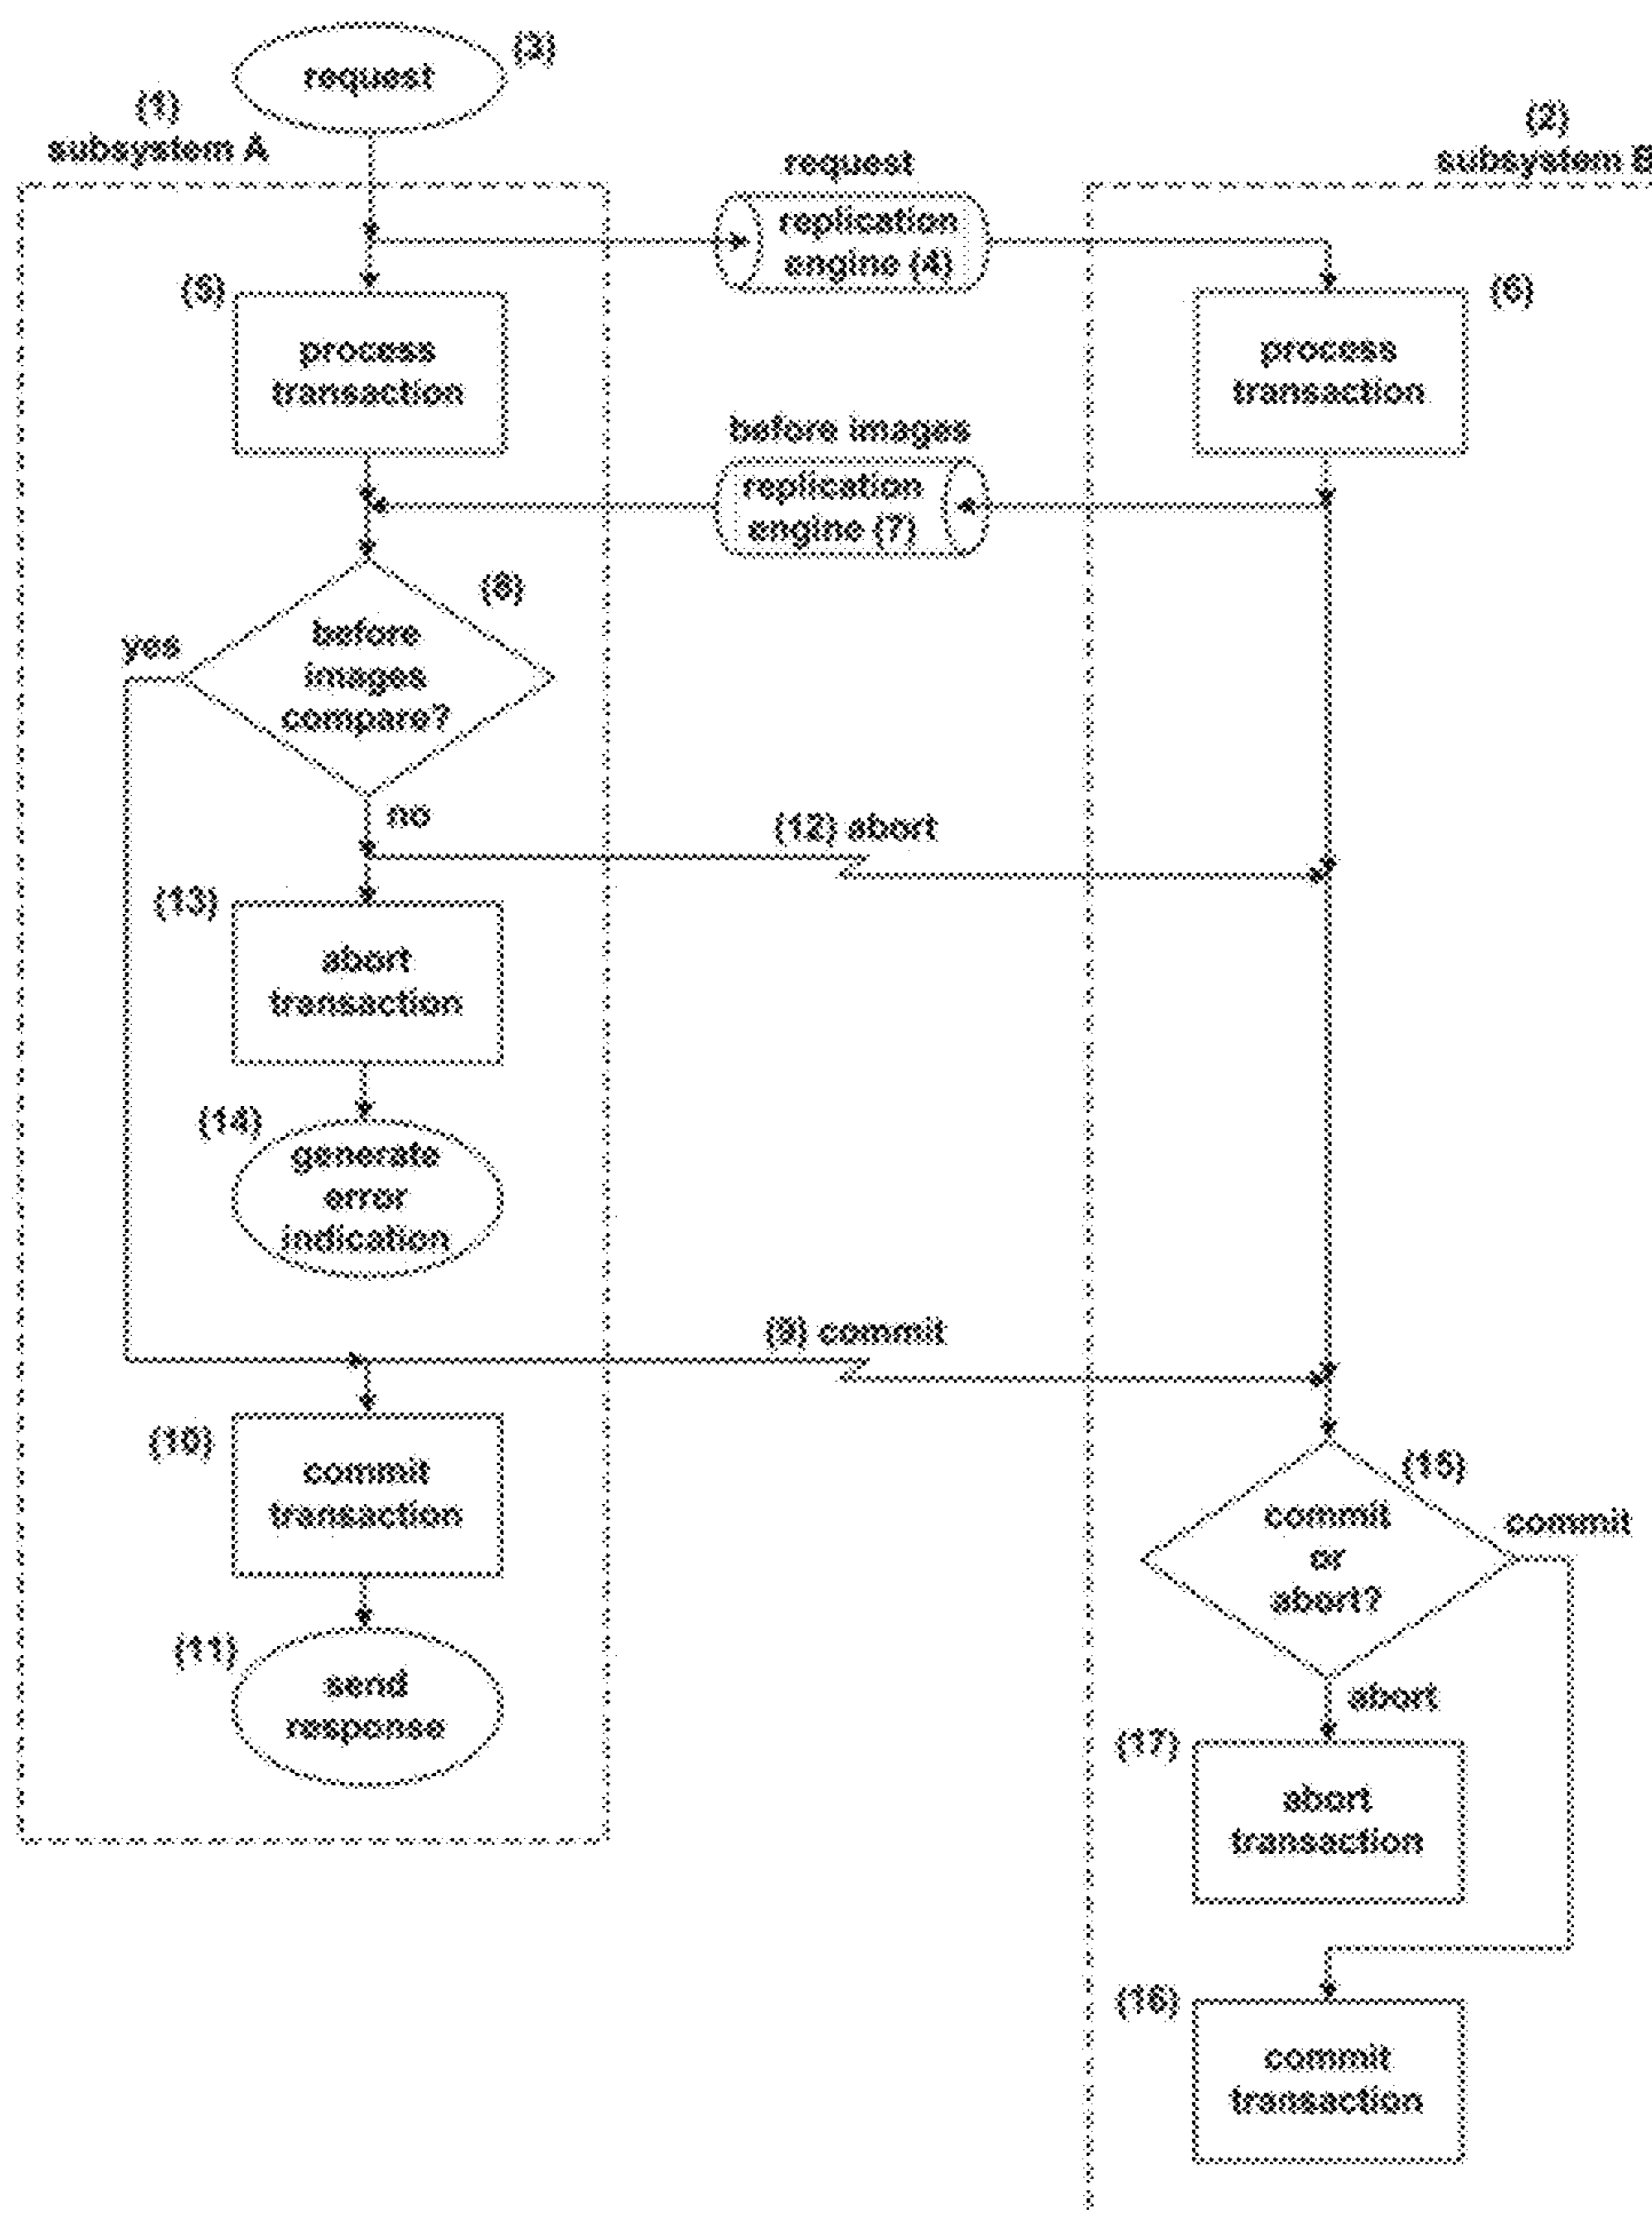 request
(3)
(1)
subsystem A
(2)
subsystem B
request
replication
engine (4)
(5)
process
transaction
(6)
process
transaction
before images
replication
engine (7)
(8)
before
images
compare?
yes
no
(12) abort
(13)
abort
transaction
(14)
generate
error
indication
(9) commit
(10)
commit
transaction
(11)
send
response
(15)
commit
or
abort?
commit
abort
(17)
abort
transaction
(16)
commit
transaction